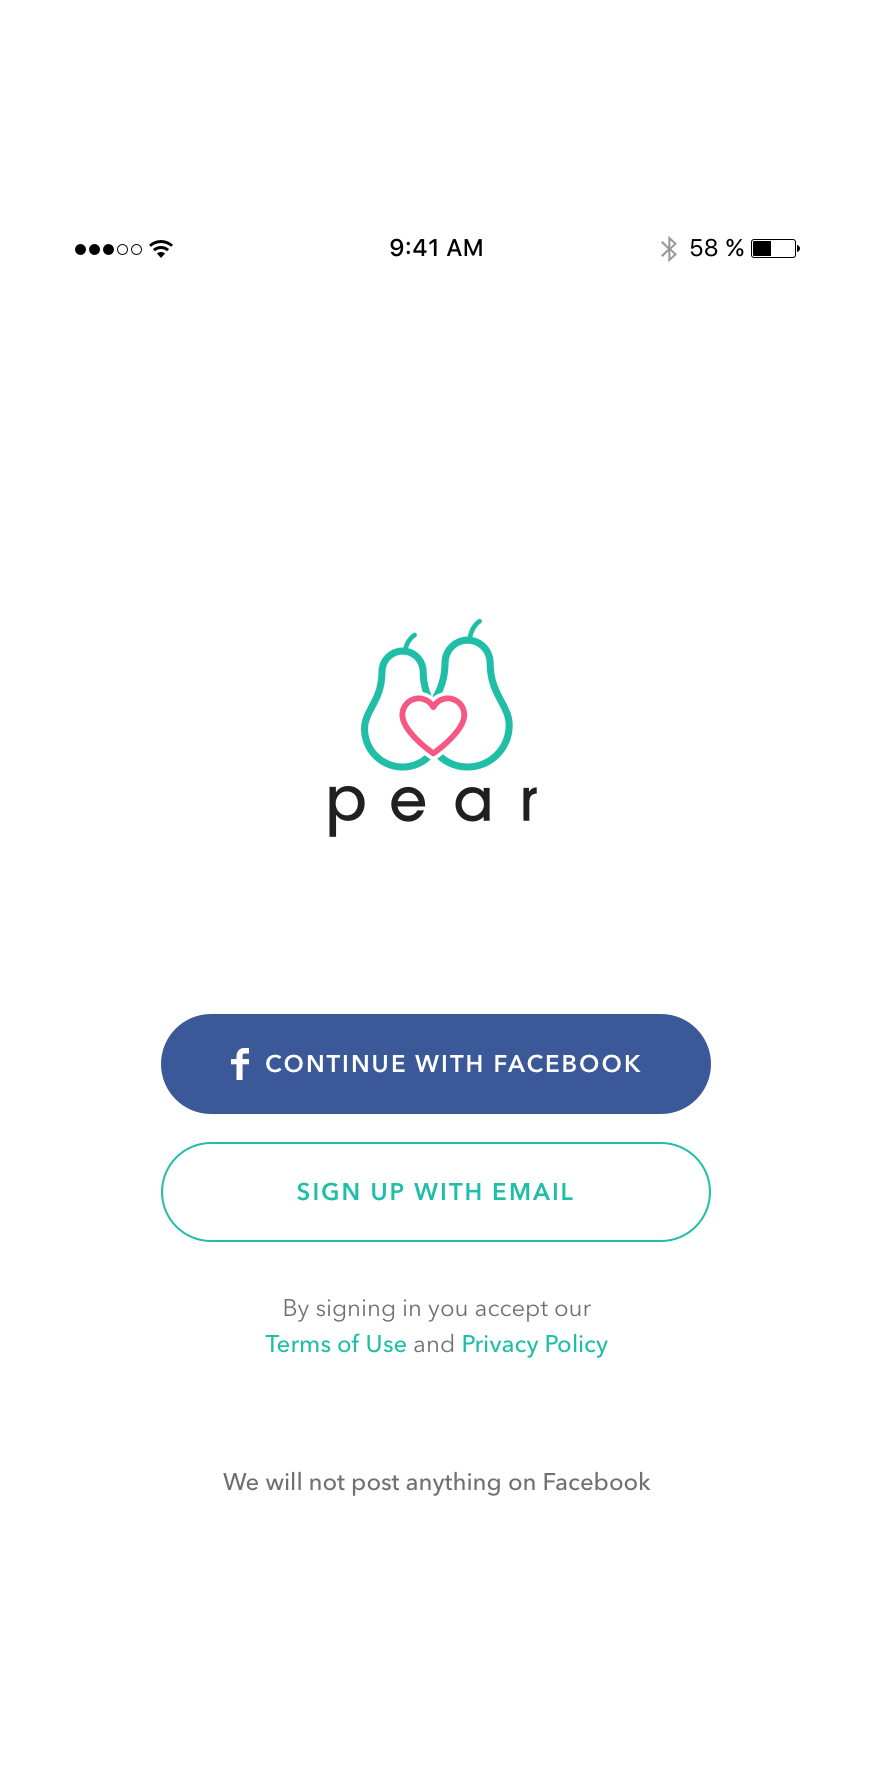 9:41 AM 58 %
pear
CONTINUE WITH FACEBOOK
SIGN UP WITH EMAIL
By signing in you accept our
Terms of Use and Privacy Policy
We will not post anything on Facebook